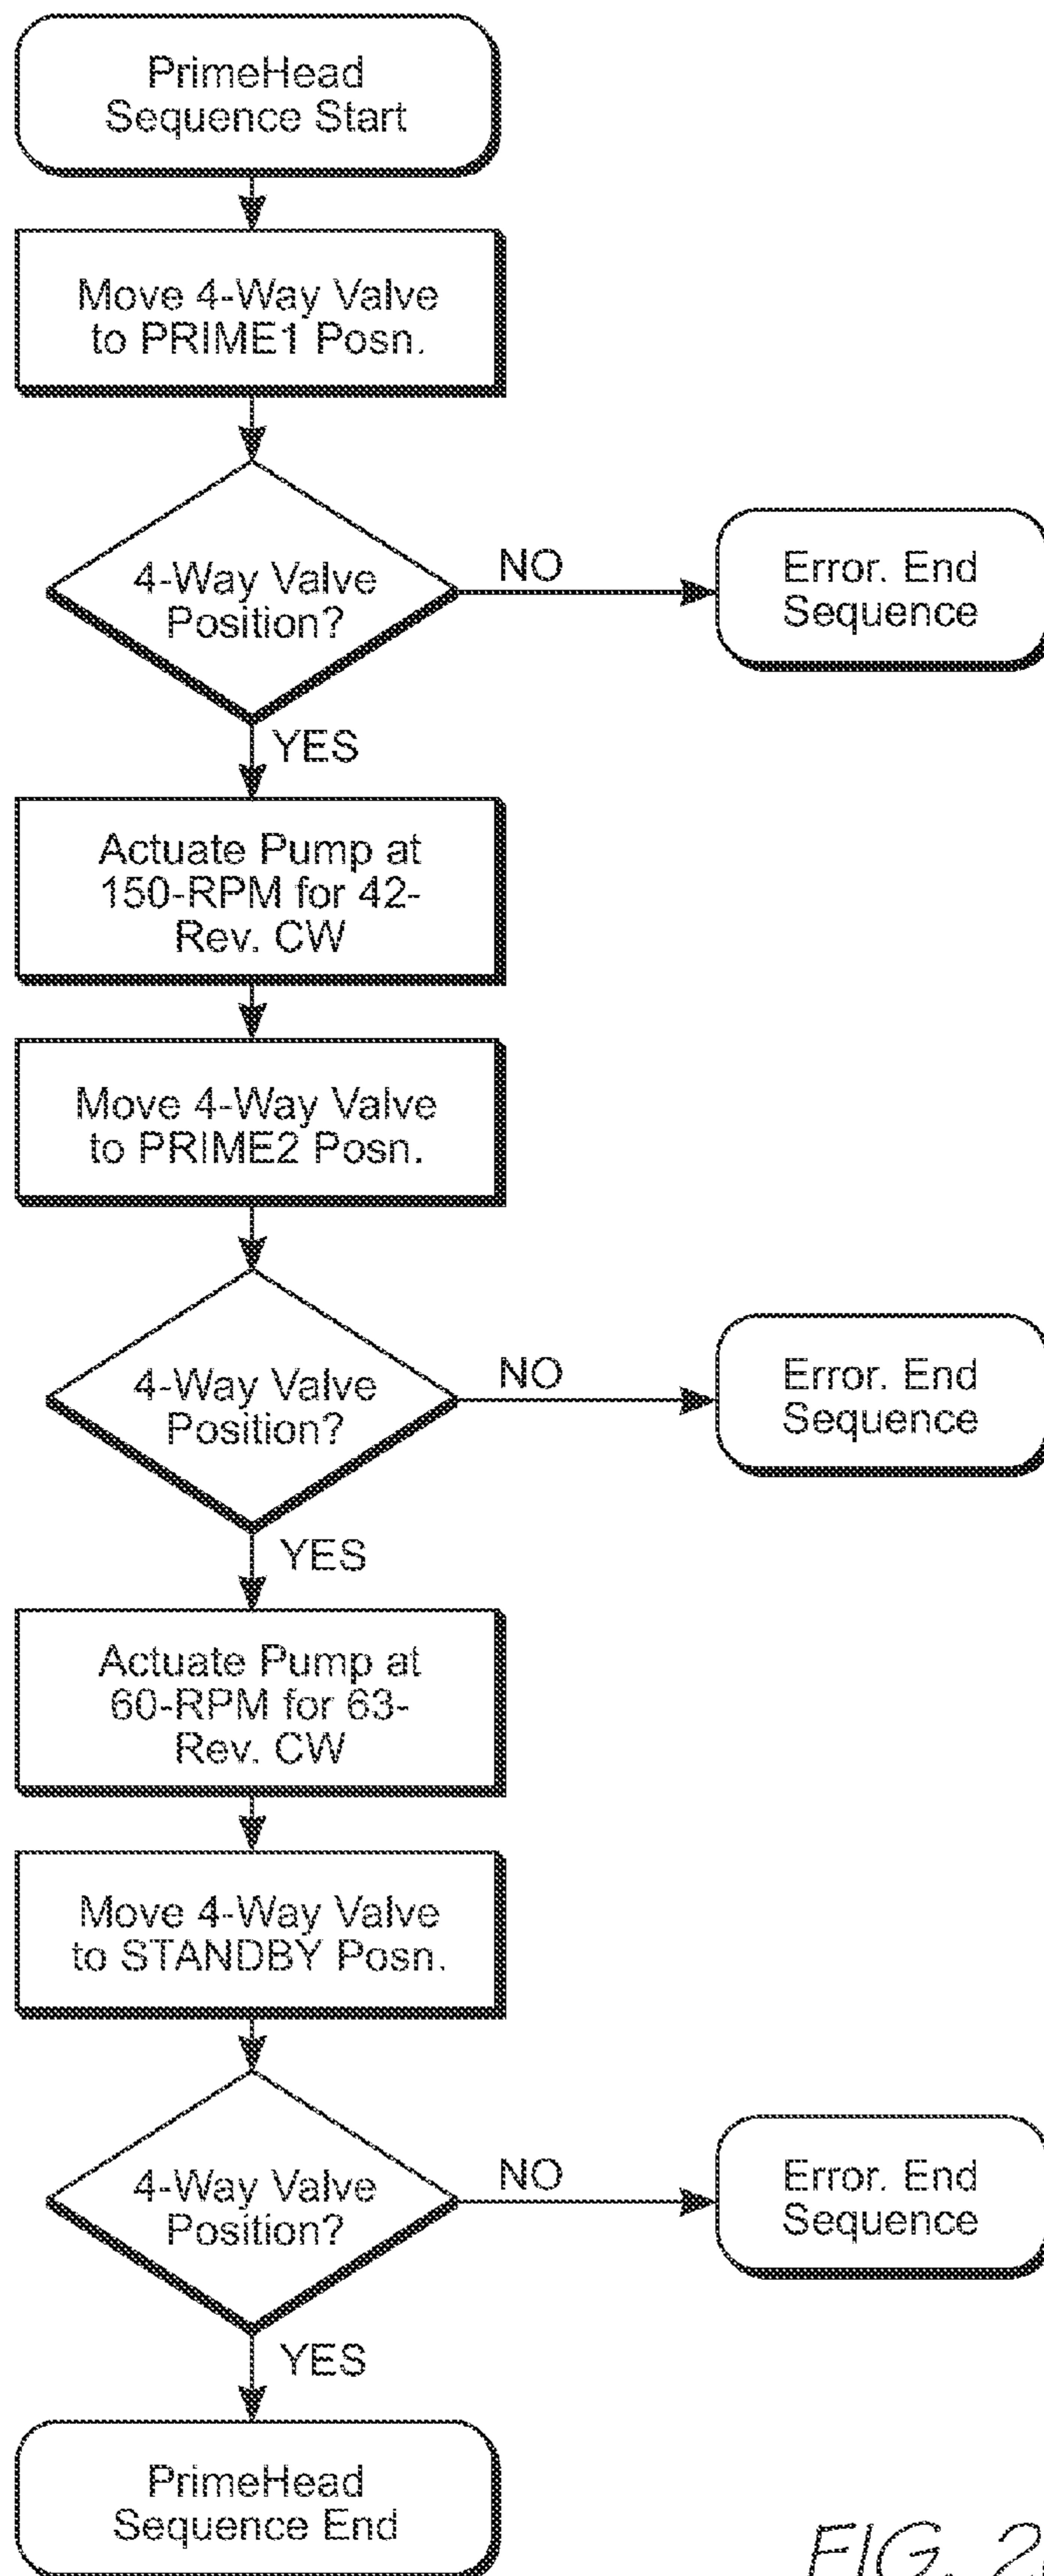 PrimeHead
Sequence Start
Move 4-Way Valve
to PRIME1 Posn.
4-Way Valve
Position?
NO
Error. End
Sequence
YES
Actuate Pump at
150-RPM for 42-
Rev. CW
Move 4-Way Valve
to PRIME2 Posn.
4-Way Valve
Position?
NO
Error. End
Sequence
YES
Actuate Pump at
60-RPM for 63-
Rev. CW
Move 4-Way Valve
to STANDBY Posn.
4-Way Valve
Position?
NO
Error. End
Sequence
YES
PrimeHead
Sequence End
FIG.